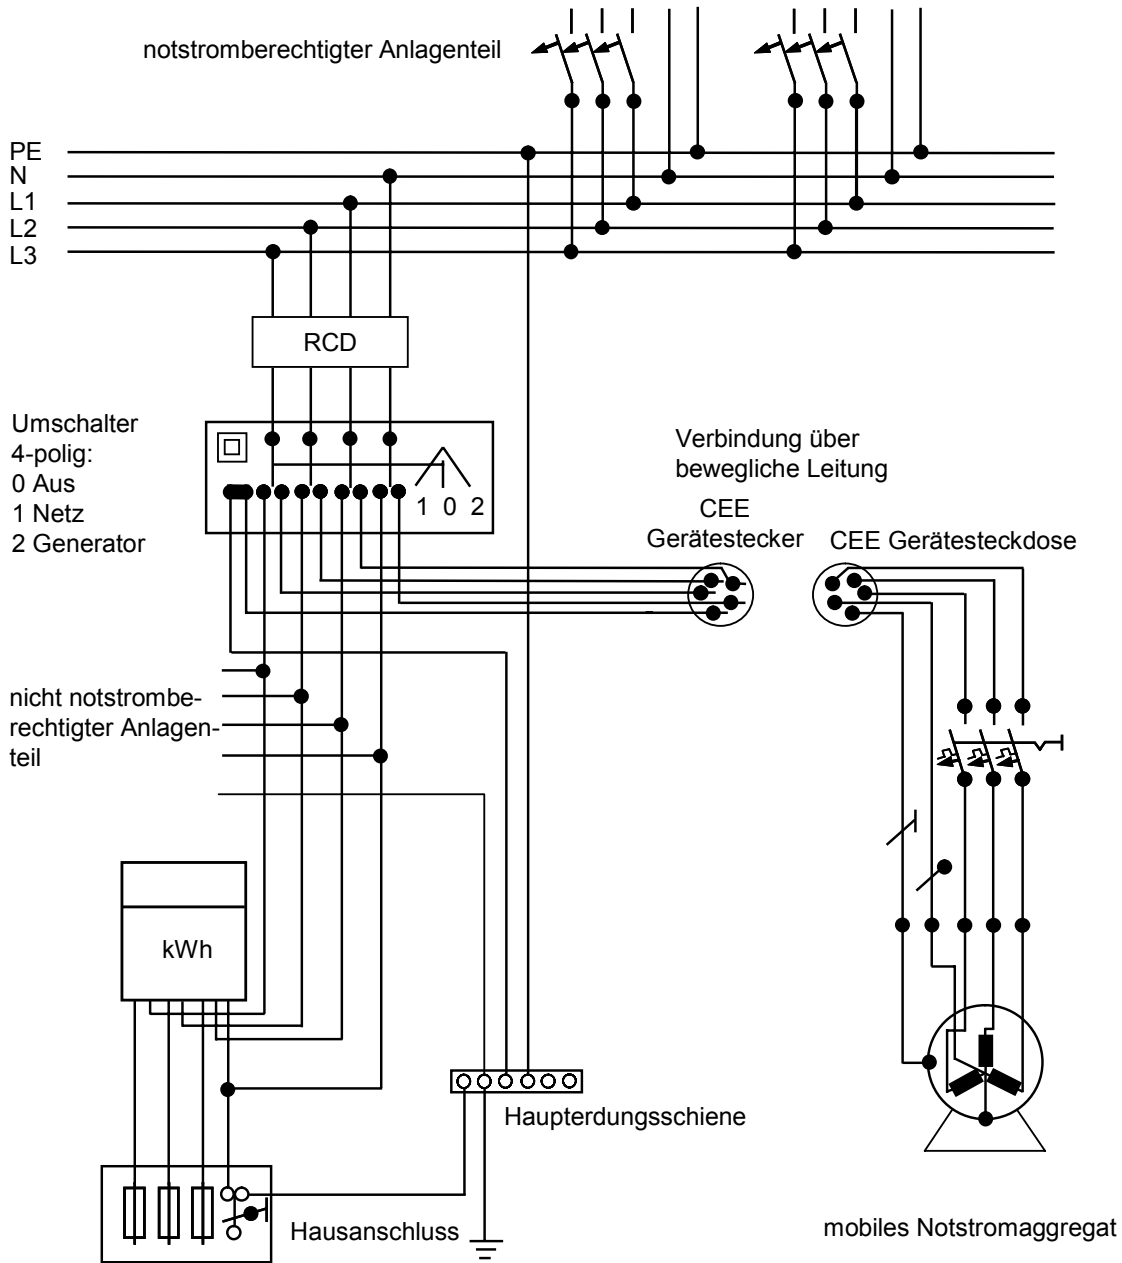 notstromberechtigter Anlagenteil
PE
N
L1
L2
L3
RCD
Umschalter
4-polig:
0 Aus
1 Netz
2 Generator
1 0 2
Verbindung über
bewegliche Leitung
CEE
Gerätestecker
CEE Gerätesteckdose
nicht notstrombe-
rechtigter Anlagen-
teil
kWh
Haupterdungsschiene
Hausanschluss
mobiles Notstromaggregat